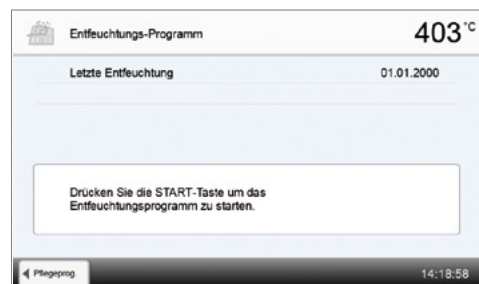 Entfeuchtungs-Programm 403 °C
Letzte Entfeuchtung 01.01.2000
Drücken Sie die START-Taste um das
Entfeuchtungsprogramm zu starten.
Pflegeprog. 14:18:58